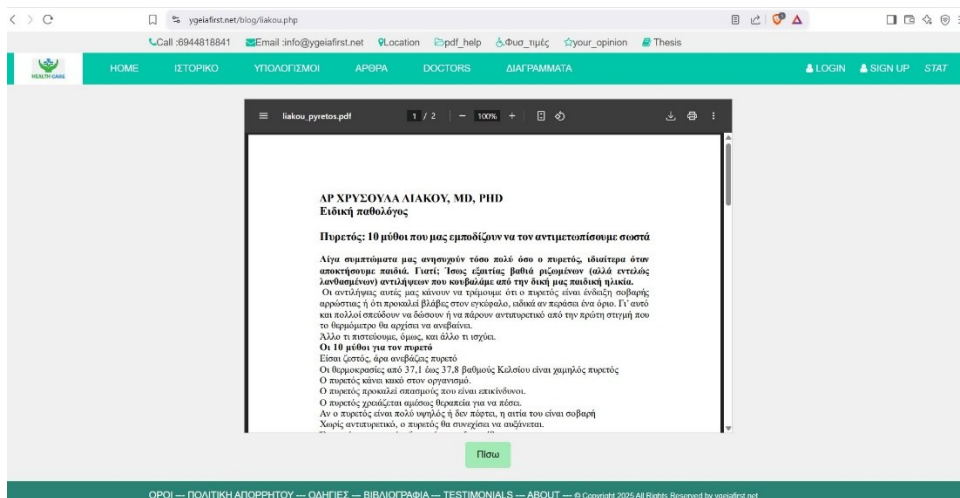 ygeiafirst.net/blog/liakou.php
Call :6944818841 Email :info@ygeiafirst.net Location pdf_help Φυσ_τιμές your_opinion Thesis
HEALTH CARE HOME ΙΣΤΟΡΙΚΟ ΥΠΟΛΟΓΙΣΜΟΙ ΑΡΘΡΑ DOCTORS ΔΙΑΓΡΑΜΜΑΤΑ LOGIN SIGN UP STAT
liakou_pyretos.pdf 1 / 2 100%
ΔΡ ΧΡΥΣΟΥΛΑ ΛΙΑΚΟΥ, MD, PHD
Ειδική παθολόγος
Πυρετός: 10 μύθοι που μας εμποδίζουν να τον αντιμετωπίσουμε σωστά
Λίγα συμπτώματα μας ανησυχούν τόσο πολύ όσο ο πυρετός, ιδιαίτερα όταν
αποκτήσουμε παιδιά. Γιατί; Ίσως εξαιτίας βαθιά ριζωμένων (αλλά εντελώς
λανθασμένων) αντιλήψεων που κουβαλάμε από την δική μας παιδική ηλικία.
Οι αντιλήψεις αυτές μας κάνουν να τρέμουμε ότι ο πυρετός είναι ένδειξη σοβαρής
αρρώστιας ή ότι προκαλεί βλάβες στον εγκέφαλο, ειδικά αν περάσει ένα όριο. Γι' αυτό
και πολλοί σπεύδουν να δώσουν ή να πάρουν αντιπυρετικό από την πρώτη στιγμή που
το θερμόμετρο θα αρχίσει να ανεβαίνει.
Άλλο τι πιστεύουμε, όμως, και άλλο τι ισχύει.
Οι 10 μύθοι για τον πυρετό
Είσαι ζεστός, άρα ανεβάζεις πυρετό
Οι θερμοκρασίες από 37,1 έως 37,8 βαθμούς Κελσίου είναι χαμηλός πυρετός
Ο πυρετός κάνει κακό στον οργανισμό.
Ο πυρετός προκαλεί σπασμούς που είναι επικίνδυνοι.
Ο πυρετός χρειάζεται αμέσως θεραπεία για να πέσει.
Αν ο πυρετός είναι πολύ υψηλός ή δεν πέφτει, η αιτία του είναι σοβαρή
Χωρίς αντιπυρετικό, ο πυρετός θα συνεχίσει να αυξάνεται.
Πίσω
ΟΡΟΙ --- ΠΟΛΙΤΙΚΗ ΑΠΟΡΡΗΤΟΥ --- ΟΔΗΓΙΕΣ --- ΒΙΒΛΙΟΓΡΑΦΙΑ --- TESTIMONIALS --- ABOUT --- © Copyright 2025 All Rights Reserved by ygeiafirst.net